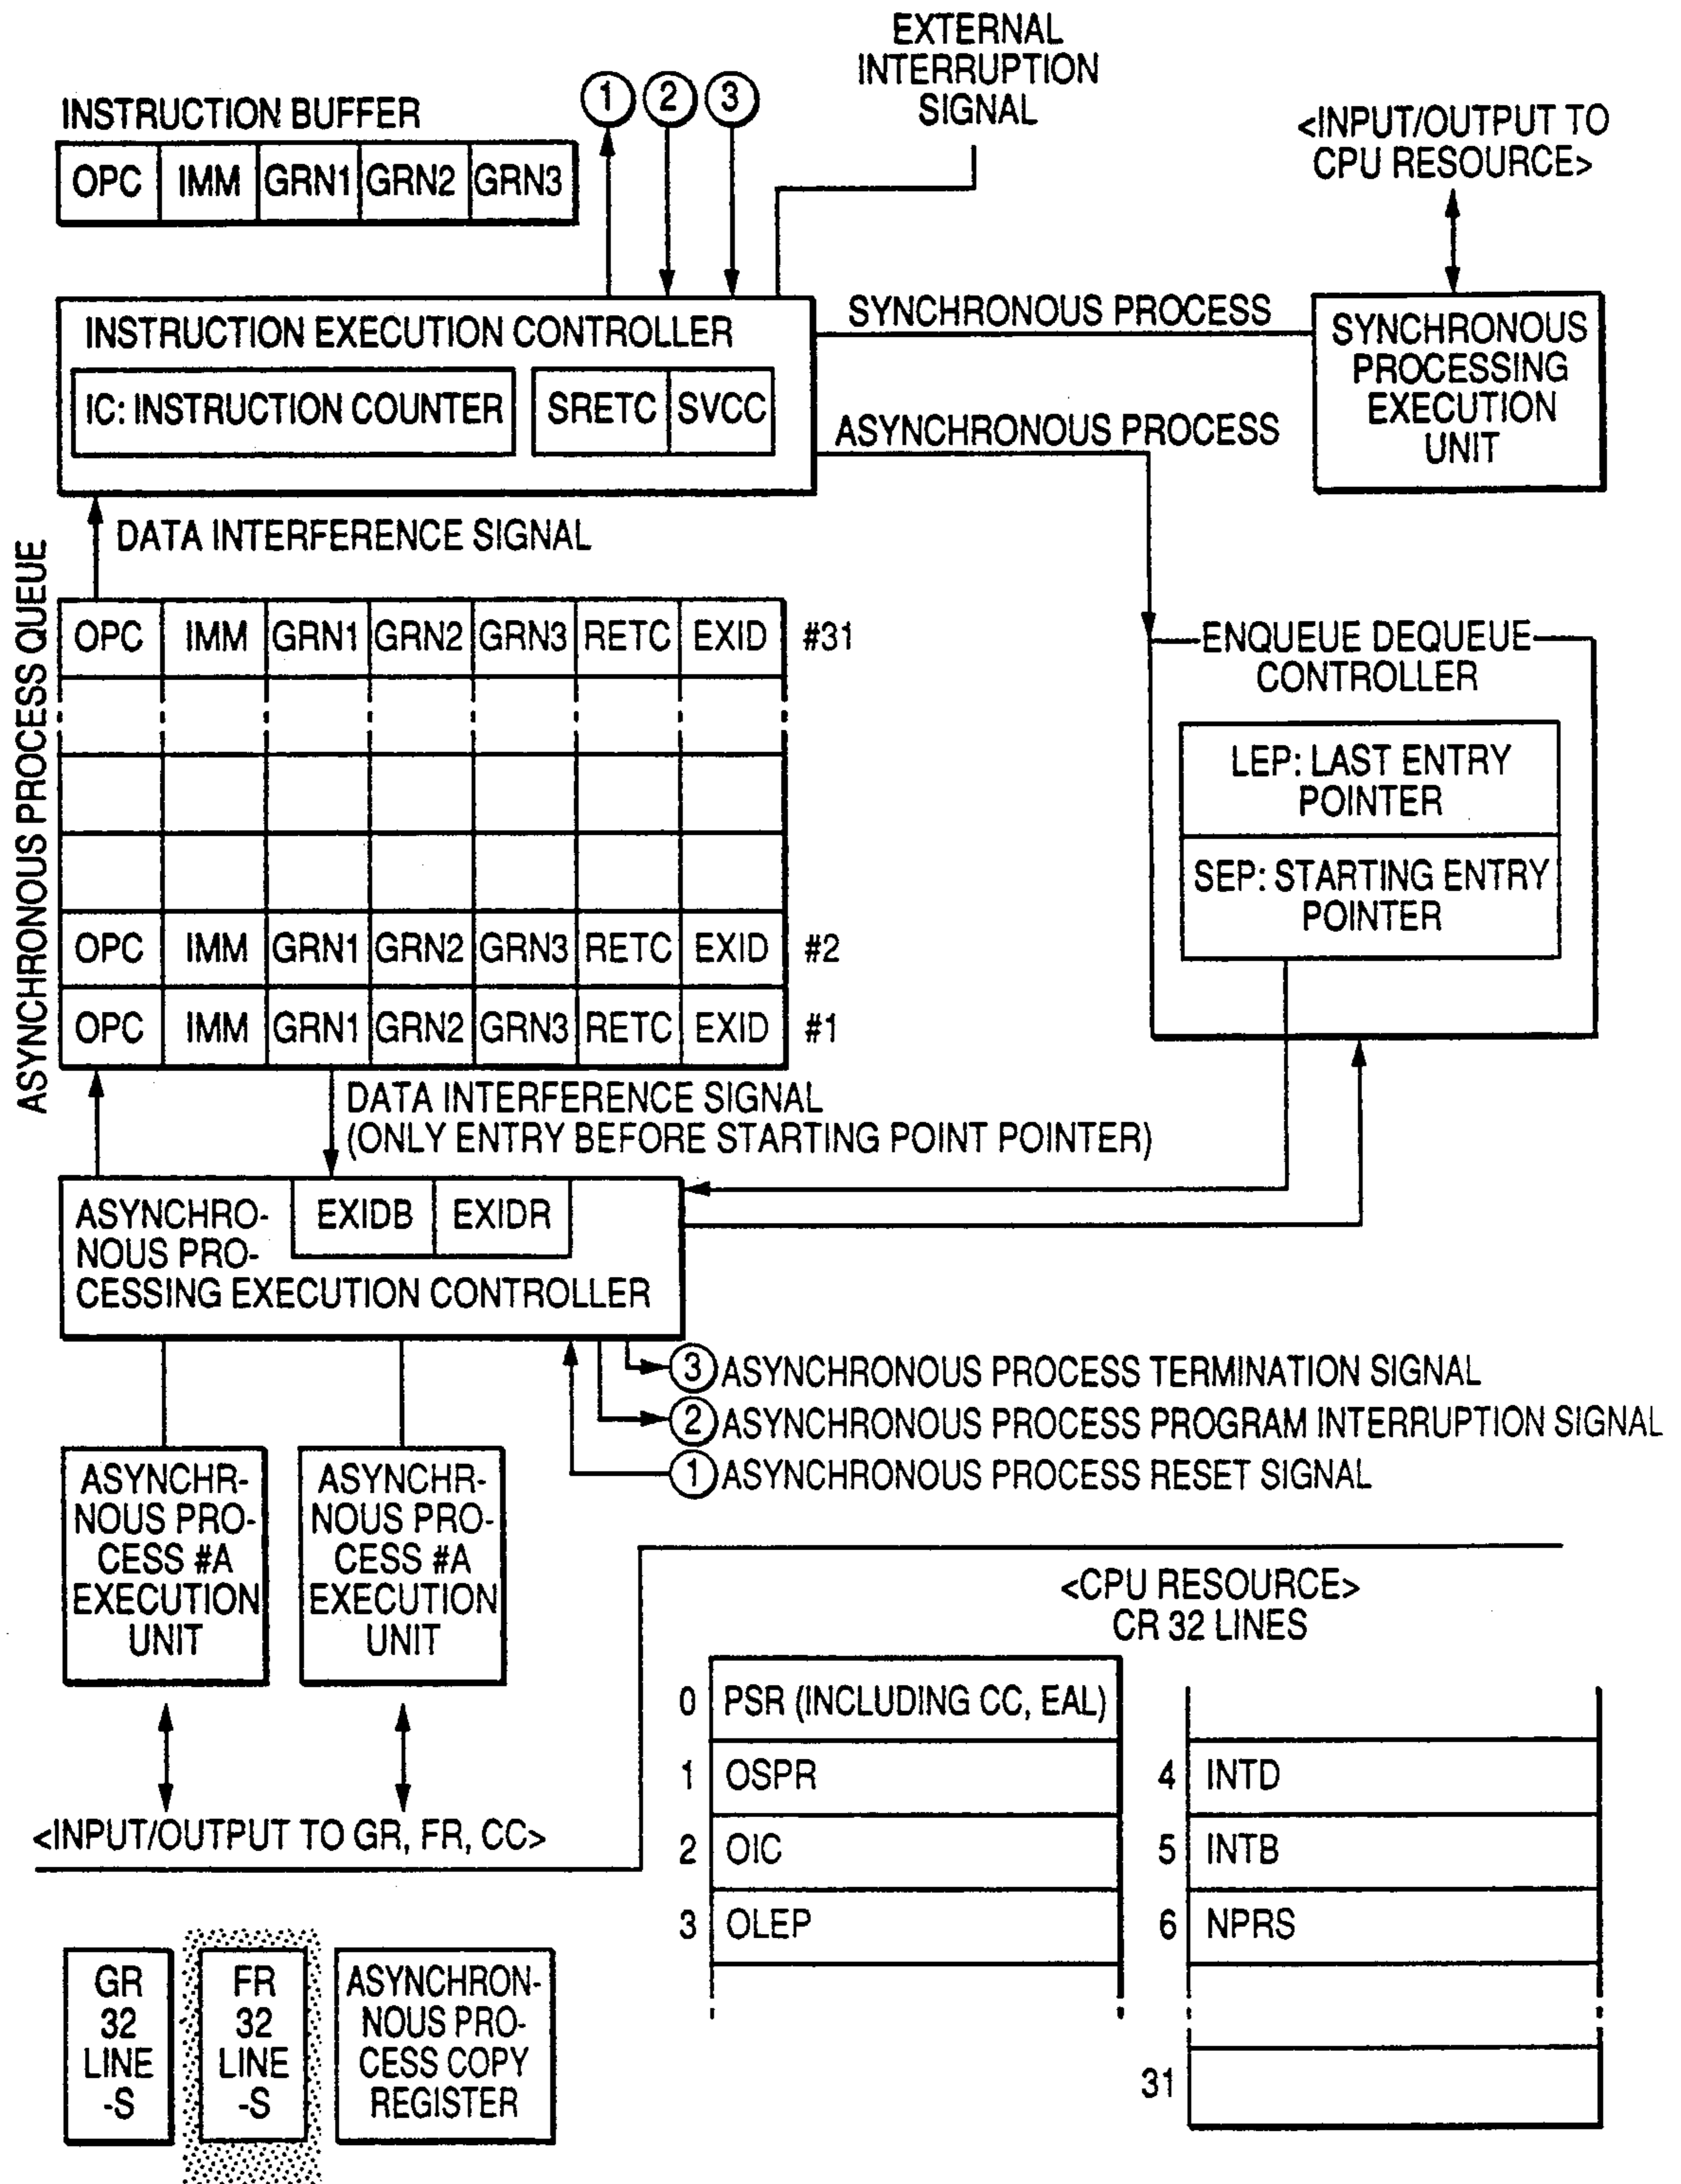 EXTERNAL
INTERRUPTION
SIGNAL
1 2 3
INSTRUCTION BUFFER
OPC IMM GRN1 GRN2 GRN3
<INPUT/OUTPUT TO
CPU RESOURCE>
INSTRUCTION EXECUTION CONTROLLER
IC: INSTRUCTION COUNTER SRETC SVCC
SYNCHRONOUS PROCESS
ASYNCHRONOUS PROCESS
SYNCHRONOUS
PROCESSING
EXECUTION
UNIT
DATA INTERFERENCE SIGNAL
ASYNCHRONOUS PROCESS QUEUE
OPC IMM GRN1 GRN2 GRN3 RETC EXID #31
OPC IMM GRN1 GRN2 GRN3 RETC EXID #2
OPC IMM GRN1 GRN2 GRN3 RETC EXID #1
ENQUEUE DEQUEUE
CONTROLLER
LEP: LAST ENTRY
POINTER
SEP: STARTING ENTRY
POINTER
DATA INTERFERENCE SIGNAL
(ONLY ENTRY BEFORE STARTING POINT POINTER)
EXIDB EXIDR
ASYNCHRO-
NOUS PRO-
CESSING EXECUTION CONTROLLER
3 ASYNCHRONOUS PROCESS TERMINATION SIGNAL
2 ASYNCHRONOUS PROCESS PROGRAM INTERRUPTION SIGNAL
1 ASYNCHRONOUS PROCESS RESET SIGNAL
ASYNCHR-
NOUS PRO-
CESS #A
EXECUTION
UNIT
ASYNCHR-
NOUS PRO-
CESS #A
EXECUTION
UNIT
<INPUT/OUTPUT TO GR, FR, CC>
<CPU RESOURCE>
CR 32 LINES
0 PSR (INCLUDING CC, EAL)
1 OSPR
2 OIC
3 OLEP
4 INTD
5 INTB
6 NPRS
31
GR
32
LINE
-S
FR
32
LINE
-S
ASYNCHRON-
NOUS PRO-
CESS COPY
REGISTER